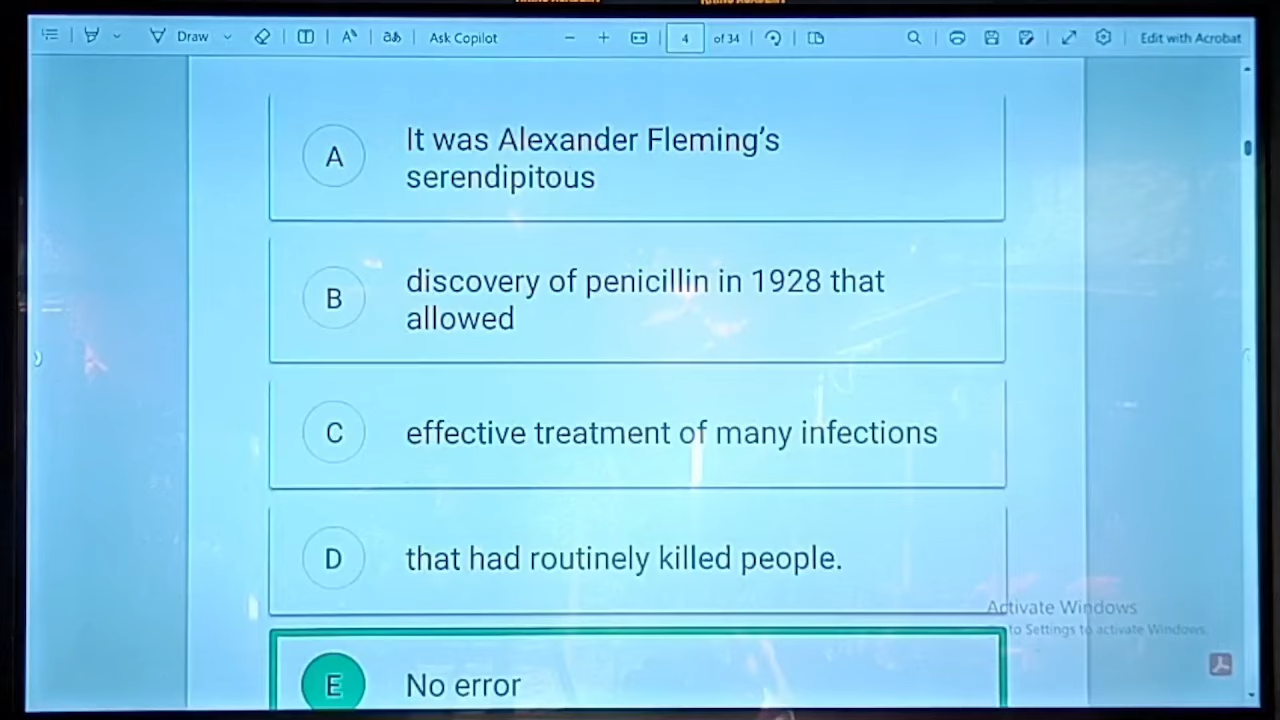 Draw
Ask Copilot
4 of 34
Edit with Acrobat
A
It was Alexander Fleming’s
serendipitous
B
discovery of penicillin in 1928 that
allowed
C
effective treatment of many infections
D
that had routinely killed people.
Activate Windows
to Settings to activate Windows.
E
No error